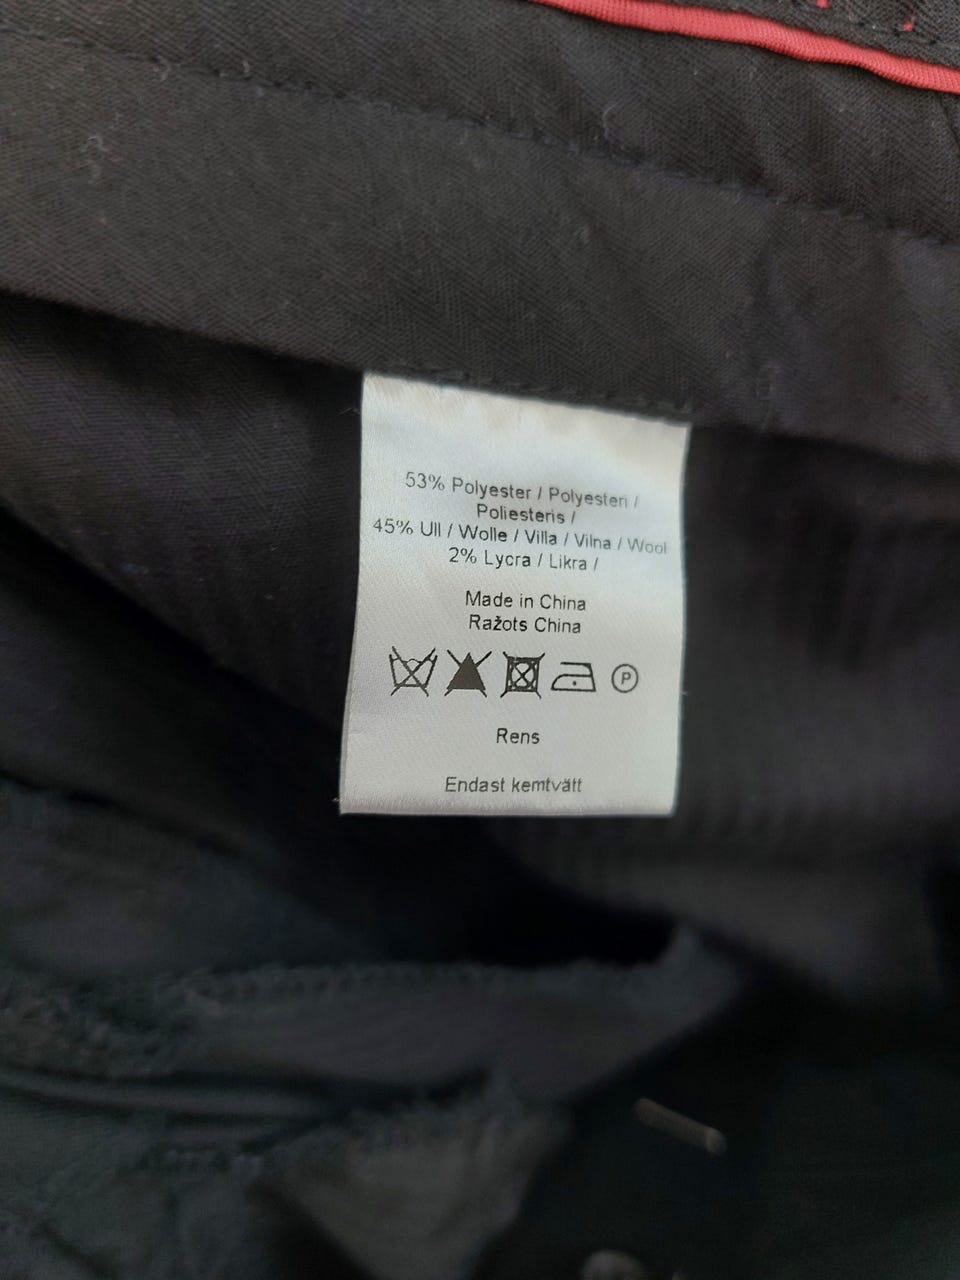 53% Polyester / Polyesteri /
Poliesteris /
45% Ull / Wolle / Villa / Vilna / Wool
2% Lycra / Likra /
Made in China
Ražots China
P
Rens
Endast kemtvätt